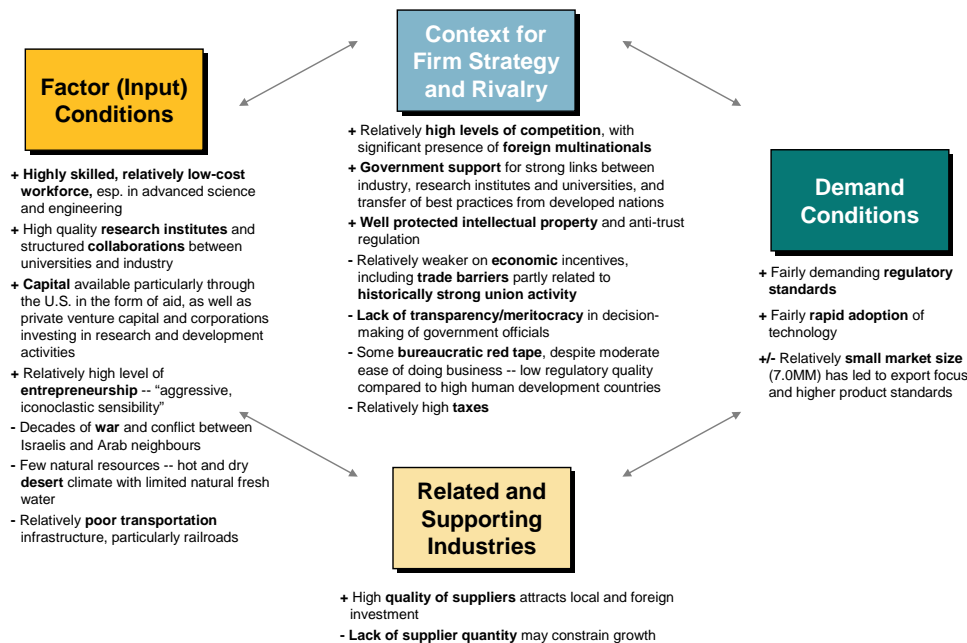 Factor (Input)
Conditions
+ Highly skilled, relatively low-cost
workforce, esp. in advanced science
and engineering
+ High quality research institutes and
structured collaborations between
universities and industry
+ Capital available particularly through
the U.S. in the form of aid, as well as
private venture capital and corporations
investing in research and development
activities
+ Relatively high level of
entrepreneurship -- “aggressive,
iconoclastic sensibility”
- Decades of war and conflict between
Israelis and Arab neighbours
- Few natural resources -- hot and dry
desert climate with limited natural fresh
water
- Relatively poor transportation
infrastructure, particularly railroads
Context for
Firm Strategy
and Rivalry
+ Relatively high levels of competition, with
significant presence of foreign multinationals
+ Government support for strong links between
industry, research institutes and universities, and
transfer of best practices from developed nations
+ Well protected intellectual property and anti-trust
regulation
- Relatively weaker on economic incentives,
including trade barriers partly related to
historically strong union activity
- Lack of transparency/meritocracy in decision-
making of government officials
- Some bureaucratic red tape, despite moderate
ease of doing business -- low regulatory quality
compared to high human development countries
- Relatively high taxes
Demand
Conditions
+ Fairly demanding regulatory
standards
+ Fairly rapid adoption of
technology
+/- Relatively small market size
(7.0MM) has led to export focus
and higher product standards
Related and
Supporting
Industries
+ High quality of suppliers attracts local and foreign
investment
- Lack of supplier quantity may constrain growth